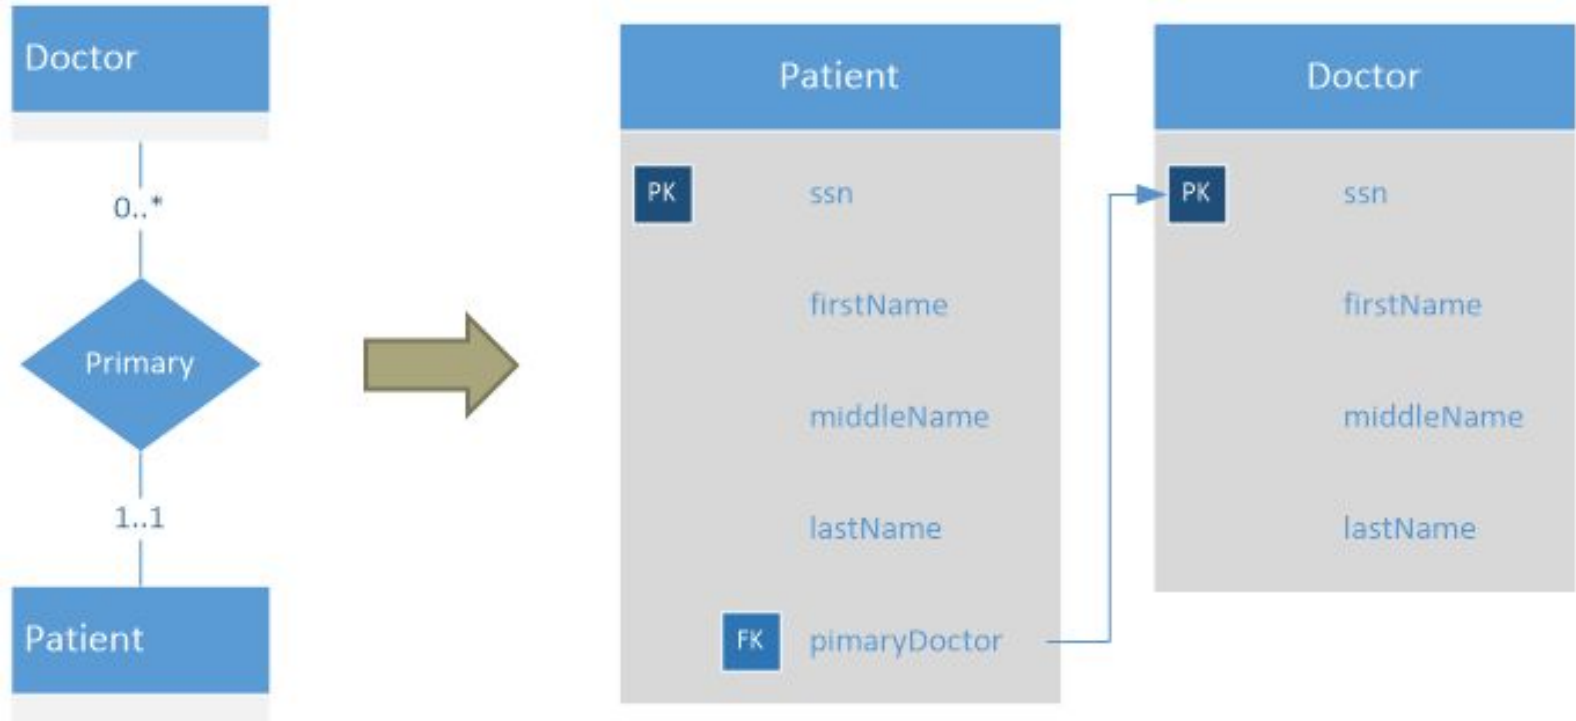 Doctor
0..*
Primary
1..1
Patient
Patient
PK ssn
firstName
middleName
lastName
FK pimaryDoctor
Doctor
PK ssn
firstName
middleName
lastName